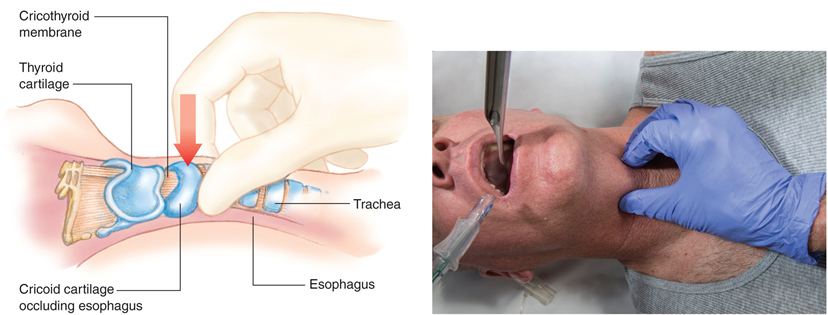 Cricothyroid
membrane
Thyroid
cartilage
Trachea
Esophagus
Cricoid cartilage
occluding esophagus